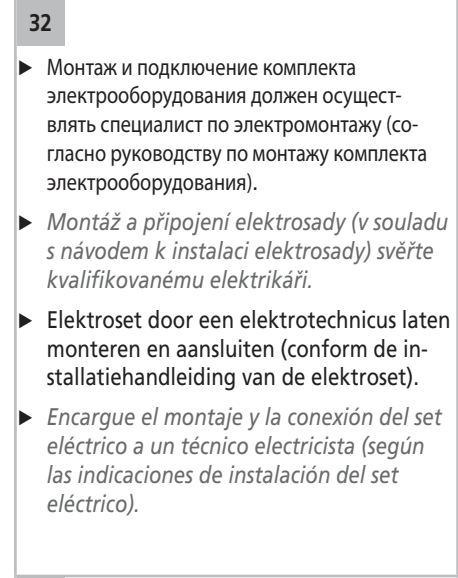 32
▶ Монтаж и подключение комплекта
электрооборудования должен осущест-
влять специалист по электромонтажу (со-
гласно руководству по монтажу комплекта
электрооборудования).
▶ Montáž a připojení elektrosady (v souladu
s návodem k instalaci elektrosady) svěřte
kvalifikovanému elektrikáři.
▶ Elektroset door een elektrotechnicus laten
monteren en aansluiten (conform de in-
stallatiehandleiding van de elektroset).
▶ Encargue el montaje y la conexión del set
eléctrico a un técnico electricista (según
las indicaciones de instalación del set
eléctrico).